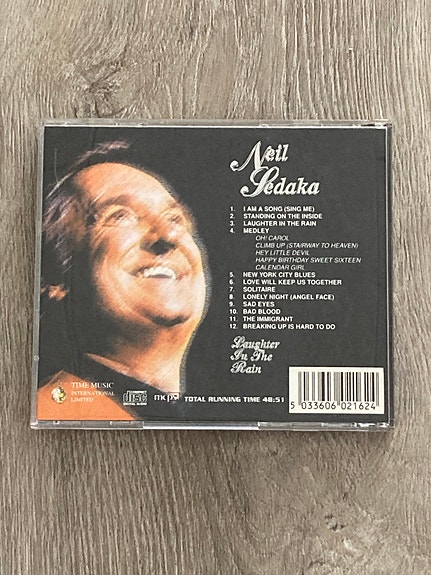 Neil
Sedaka
1. I AM A SONG (SING ME)
2. STANDING ON THE INSIDE
3. LAUGHTER IN THE RAIN
4. MEDLEY
OH! CAROL
CLIMB UP (STAIRWAY TO HEAVEN)
HEY LITTLE DEVIL
HAPPY BIRTHDAY SWEET SIXTEEN
CALENDAR GIRL
5. NEW YORK CITY BLUES
6. LOVE WILL KEEP US TOGETHER
7. SOLITAIRE
8. LONELY NIGHT (ANGEL FACE)
9. SAD EYES
10. BAD BLOOD
11. THE IMMIGRANT
12. BREAKING UP IS HARD TO DO
Laughter
In The
Rain
TIME MUSIC
INTERNATIONAL
LIMITED
COMPACT
disc
DIGITAL AUDIO
TOTAL RUNNING TIME 48:51
5 033606 021624